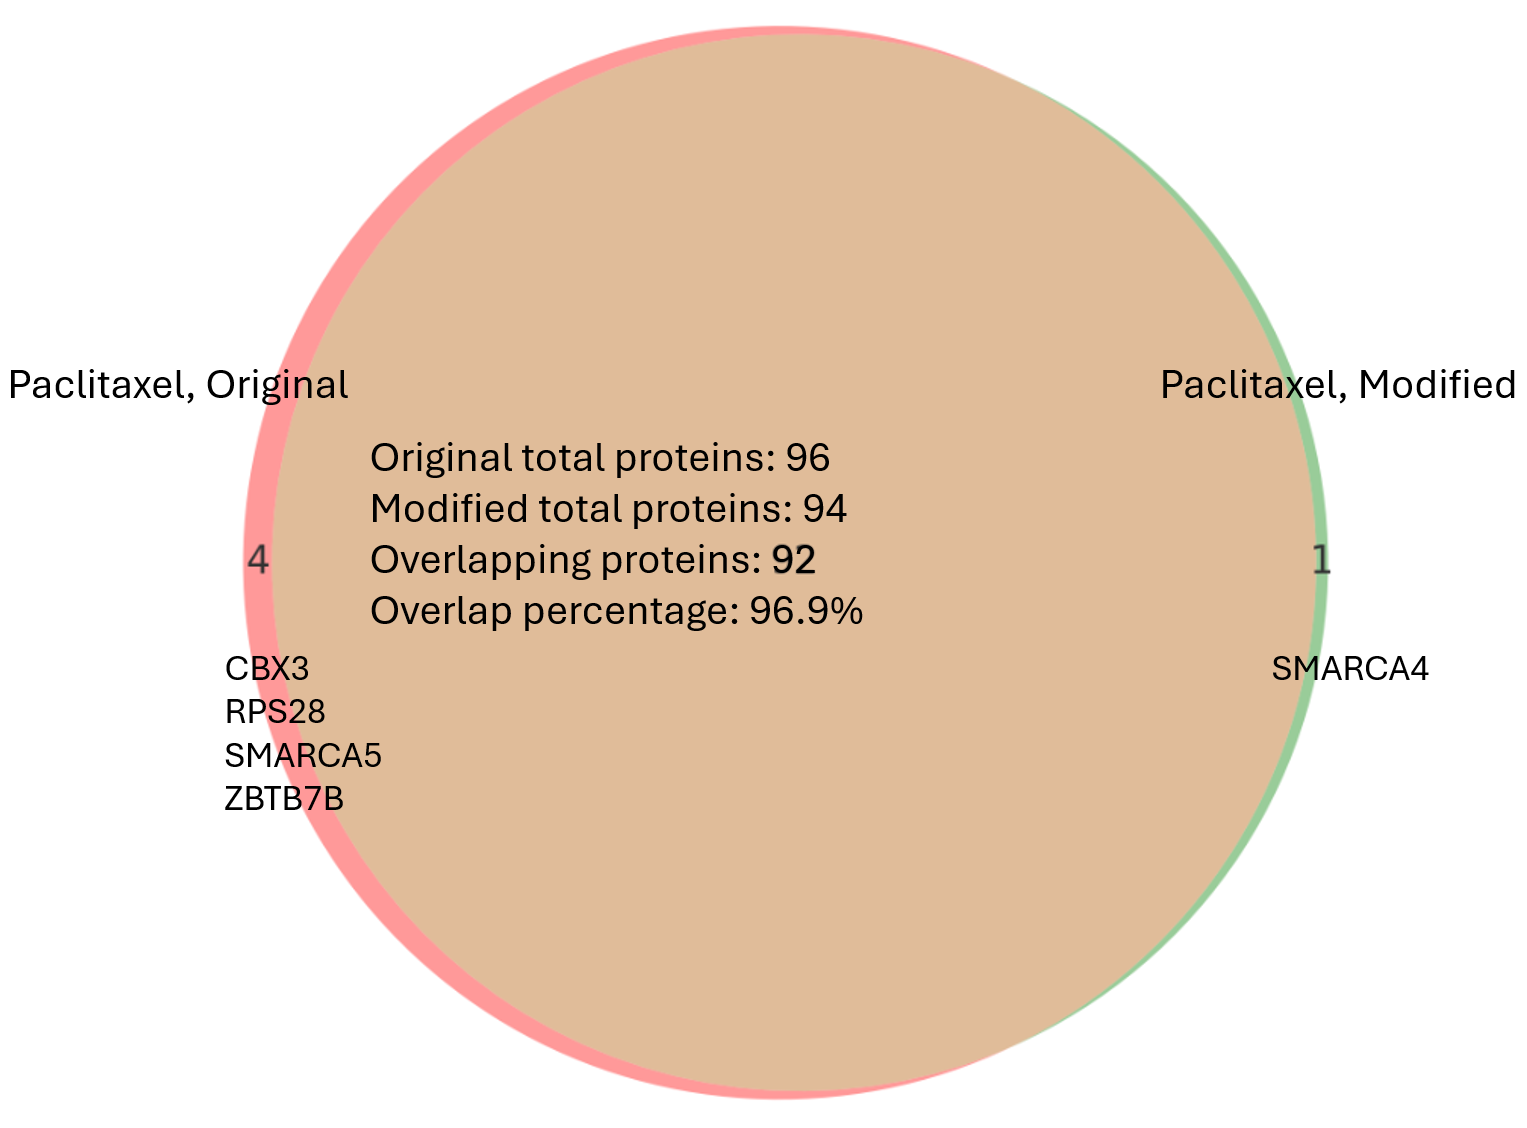 Paclitaxel, Original
Paclitaxel, Modified
Original total proteins: 96
Modified total proteins: 94
Overlapping proteins: 92
Overlap percentage: 96.9%
4
1
CBX3
RPS28
SMARCA5
ZBTB7B
SMARCA4